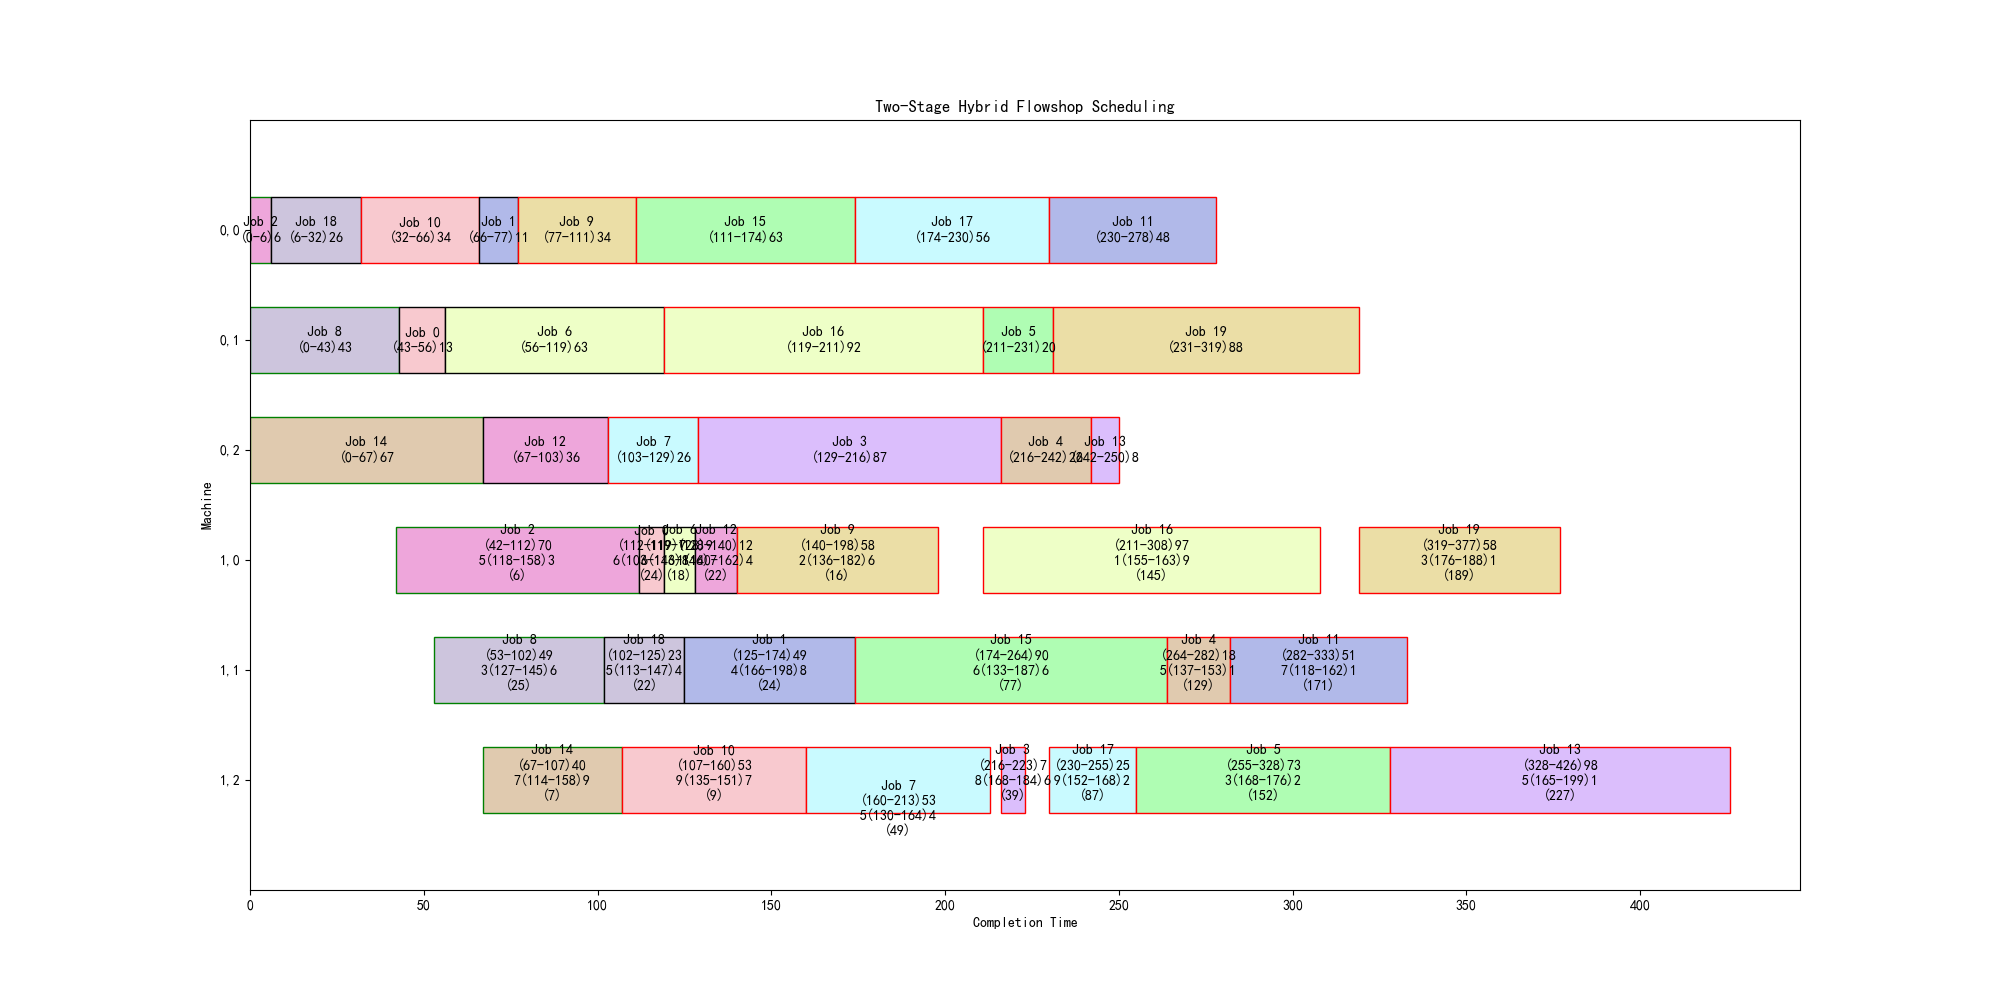 Two-Stage Hybrid Flowshop Scheduling
Machine
0,0
Job 2
(0-6)6
Job 18
(6-32)26
Job 10
(32-66)34
Job 1
(66-77)11
Job 9
(77-111)34
Job 15
(111-174)63
Job 17
(174-230)56
Job 11
(230-278)48
0,1
Job 8
(0-43)43
Job 0
(43-56)13
Job 6
(56-119)63
Job 16
(119-211)92
Job 5
(211-231)20
Job 19
(231-319)88
0,2
Job 14
(0-67)67
Job 12
(67-103)36
Job 7
(103-129)26
Job 3
(129-216)87
Job 4
(216-242)26
Job 13
(242-250)8
1,0
Job 2
(42-112)70
5(118-158)3
(6)
Job 0
(24)
Job 6
(18)
Job 12
(128-140)12
(22)
Job 9
(140-198)58
2(136-182)6
(16)
Job 16
(211-308)97
1(155-163)9
(145)
Job 19
(319-377)58
3(176-188)1
(189)
1,1
Job 8
(53-102)49
3(127-145)6
(25)
Job 18
(102-125)23
5(113-147)4
(22)
Job 1
(125-174)49
4(166-198)8
(24)
Job 15
(174-264)90
6(133-187)6
(77)
Job 4
(264-282)18
5(137-153)1
(129)
Job 11
(282-333)51
7(118-162)1
(171)
1,2
Job 14
(67-107)40
7(114-158)9
(7)
Job 10
(107-160)53
9(135-151)7
(9)
Job 7
(160-213)53
5(130-164)4
(49)
Job 3
(216-223)7
8(168-184)6
(39)
Job 17
(230-255)25
9(152-168)2
(87)
Job 5
(255-328)73
3(168-176)2
(152)
Job 13
(328-426)98
5(165-199)1
(227)
0
50
100
150
200
250
300
350
400
Completion Time